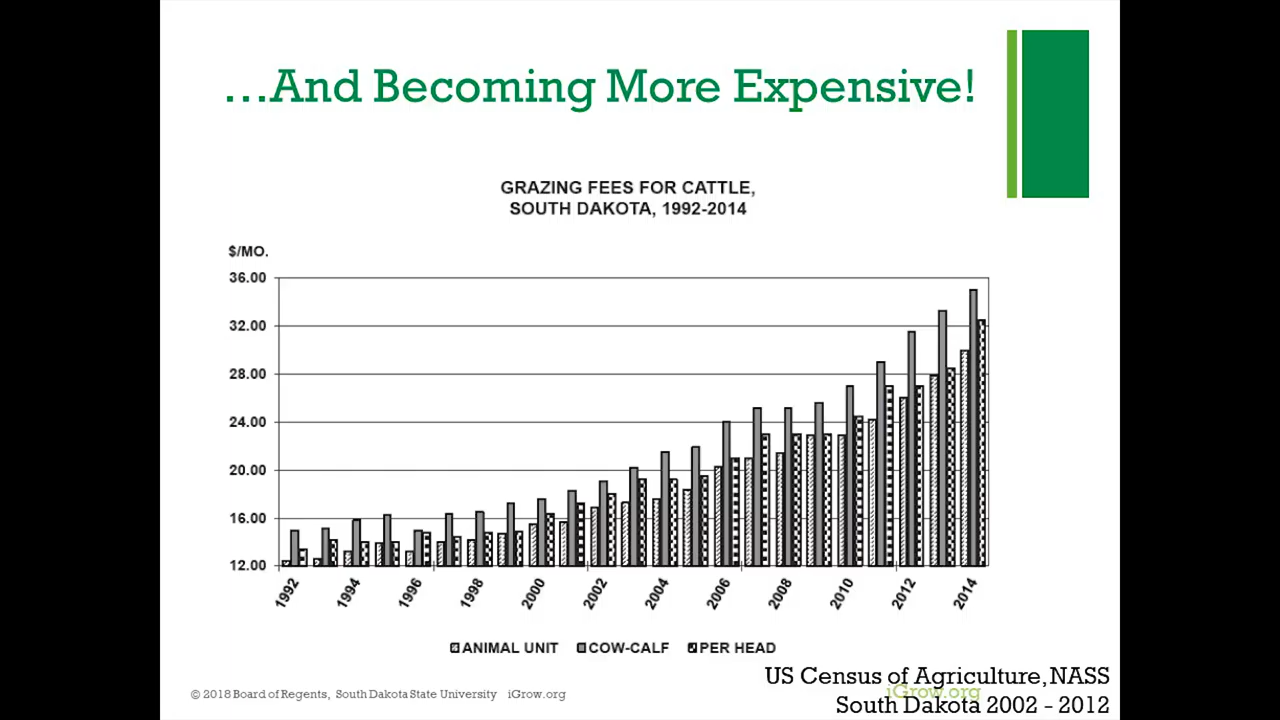 …And Becoming More Expensive!
GRAZING FEES FOR CATTLE,
SOUTH DAKOTA, 1992-2014
$/MO.
36.00
32.00
28.00
24.00
20.00
16.00
12.00
1992
1994
1996
1998
2000
2002
2004
2006
2008
2010
2012
2014
ANIMAL UNIT COW-CALF PER HEAD
US Census of Agriculture, NASS
© 2018 Board of Regents, South Dakota State University iGrow.org
iGrow.org
South Dakota 2002 - 2012